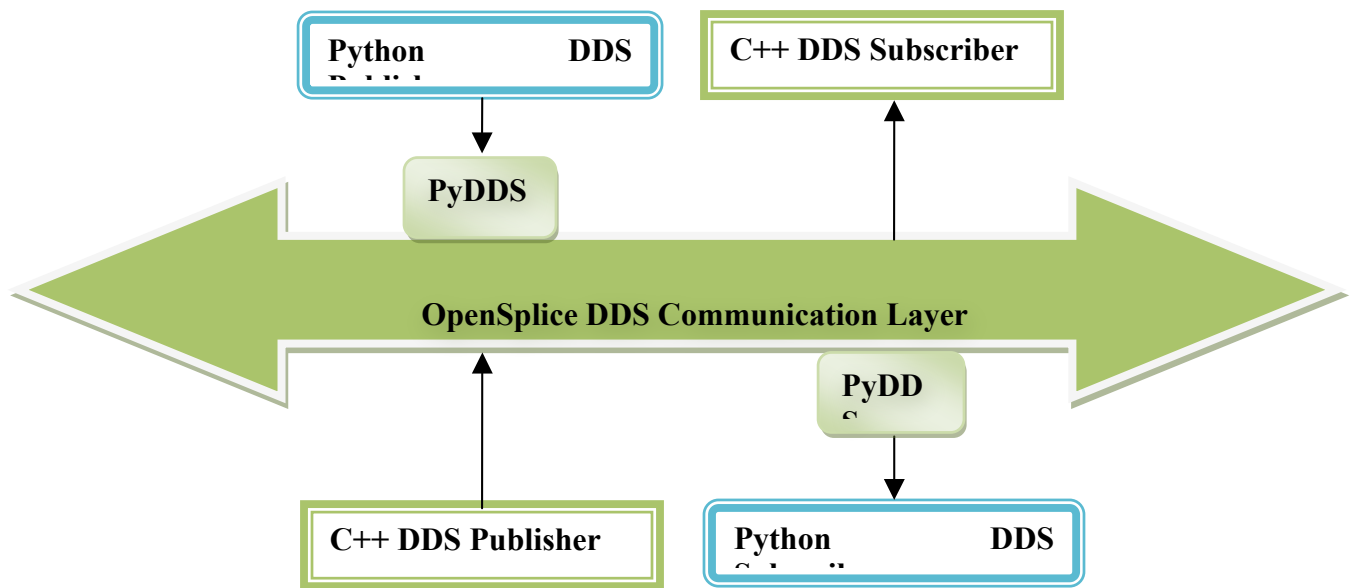 Python DDS
C++ DDS Subscriber
PyDDS
OpenSplice DDS Communication Layer
PyDD
C++ DDS Publisher
Python DDS